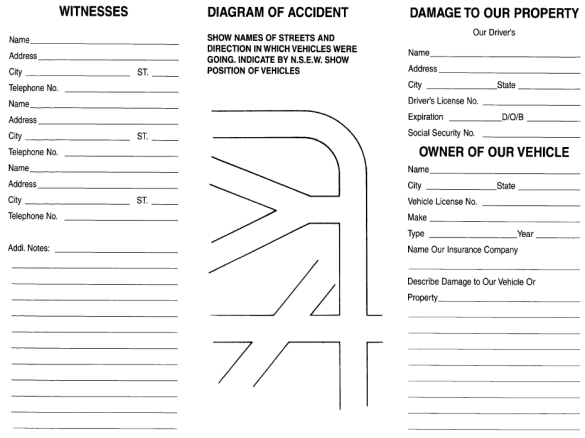 WITNESSES
Name
Address
City ST.
Telephone No.
Name
Address
City ST.
Telephone No.
Name
Address
City ST.
Telephone No.
Addl. Notes:
DIAGRAM OF ACCIDENT
SHOW NAMES OF STREETS AND
DIRECTION IN WHICH VEHICLES WERE
GOING. INDICATE BY N.S.E.W. SHOW
POSITION OF VEHICLES
DAMAGE TO OUR PROPERTY
Our Driver's
Name
Address
City State
Driver's License No.
Expiration D/O/B
Social Security No.
OWNER OF OUR VEHICLE
Name
City State
Vehicle License No.
Make
Type Year
Name Our Insurance Company
Describe Damage to Our Vehicle Or
Property